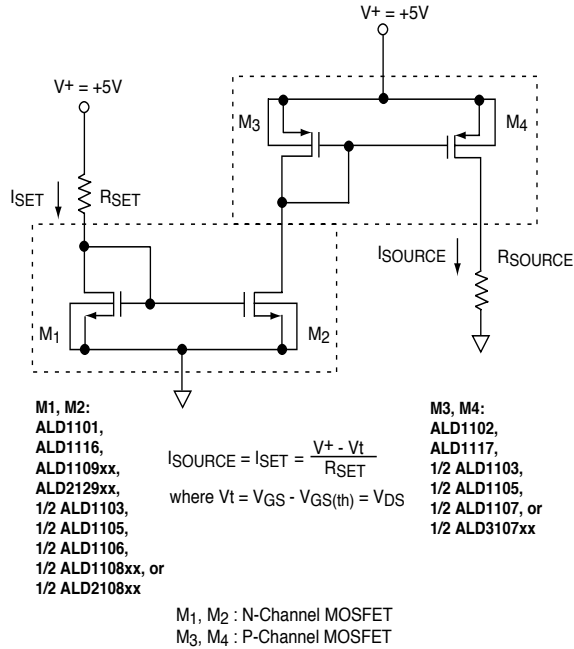 V+ = +5V
V+ = +5V
M3
M4
ISET
RSET
ISOURCE
RSOURCE
M1
M2
M1, M2:
ALD1101,
ALD1116,
ALD1109xx,
ALD2129xx,
1/2 ALD1103,
1/2 ALD1105,
1/2 ALD1106,
1/2 ALD1108xx, or
1/2 ALD2108xx
ISOURCE = ISET = V+ - Vt / RSET
where Vt = VGS - VGS(th) = VDS
M3, M4:
ALD1102,
ALD1117,
1/2 ALD1103,
1/2 ALD1105,
1/2 ALD1107, or
1/2 ALD3107xx
M1, M2 : N-Channel MOSFET
M3, M4 : P-Channel MOSFET